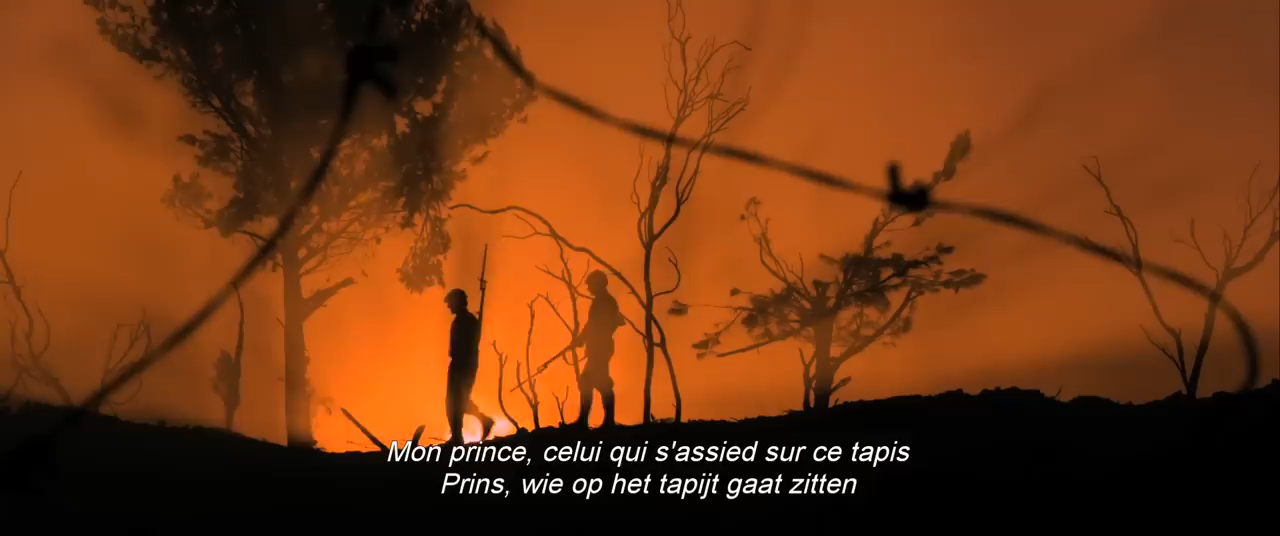 Mon prince, celui qui s'assied sur ce tapis
Prins, wie op het tapijt gaat zitten